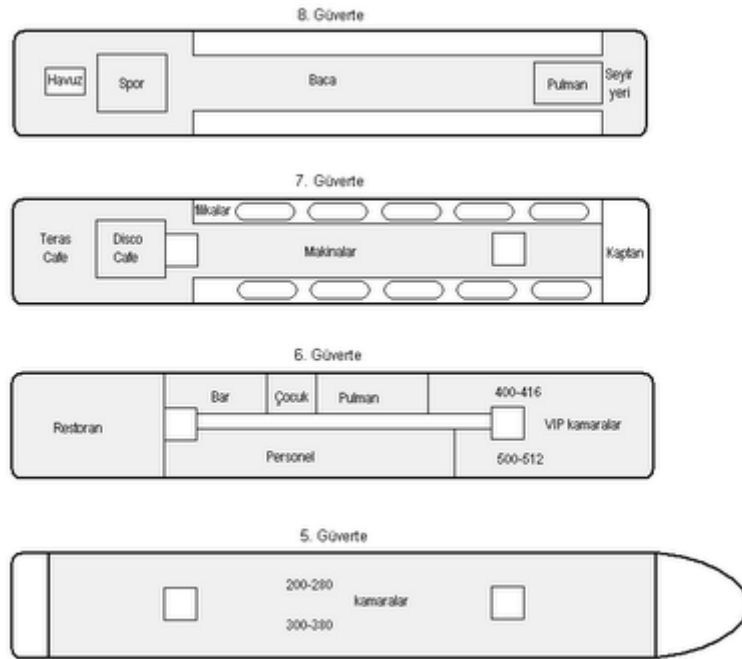 8. Güverte
Havuz
Spor
Baca
Pulman
Seyir
yeri
7. Güverte
filikalar
Teras
Cafe
Disco
Cafe
Makinalar
Kaptan
6. Güverte
Restoran
Bar
Çocuk
Pulman
400-416
VIP kamaralar
Personel
500-512
5. Güverte
200-280
kamaralar
300-380